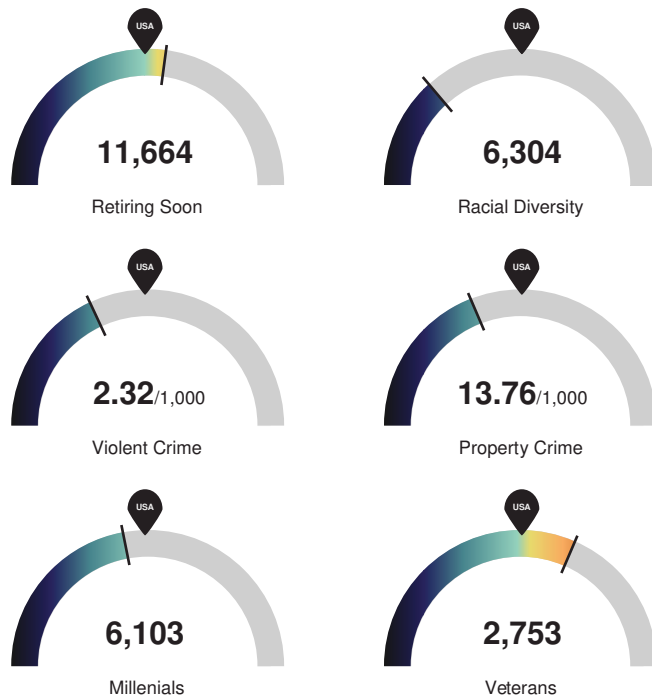 USA
11,664
Retiring Soon
USA
6,304
Racial Diversity
USA
2.32/1,000
Violent Crime
USA
13.76/1,000
Property Crime
USA
6,103
Millenials
USA
2,753
Veterans